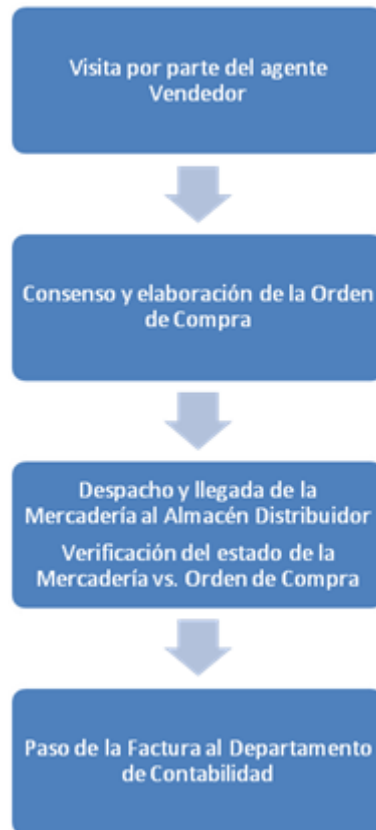 Visita por parte del agente
Vendedor
Consenso y elaboración de la Orden
de Compra
Despacho y llegada de la
Mercadería al Almacén Distribuidor
Verificación del estado de la
Mercadería vs. Orden de Compra
Paso de la Factura al Departamento
de Contabilidad